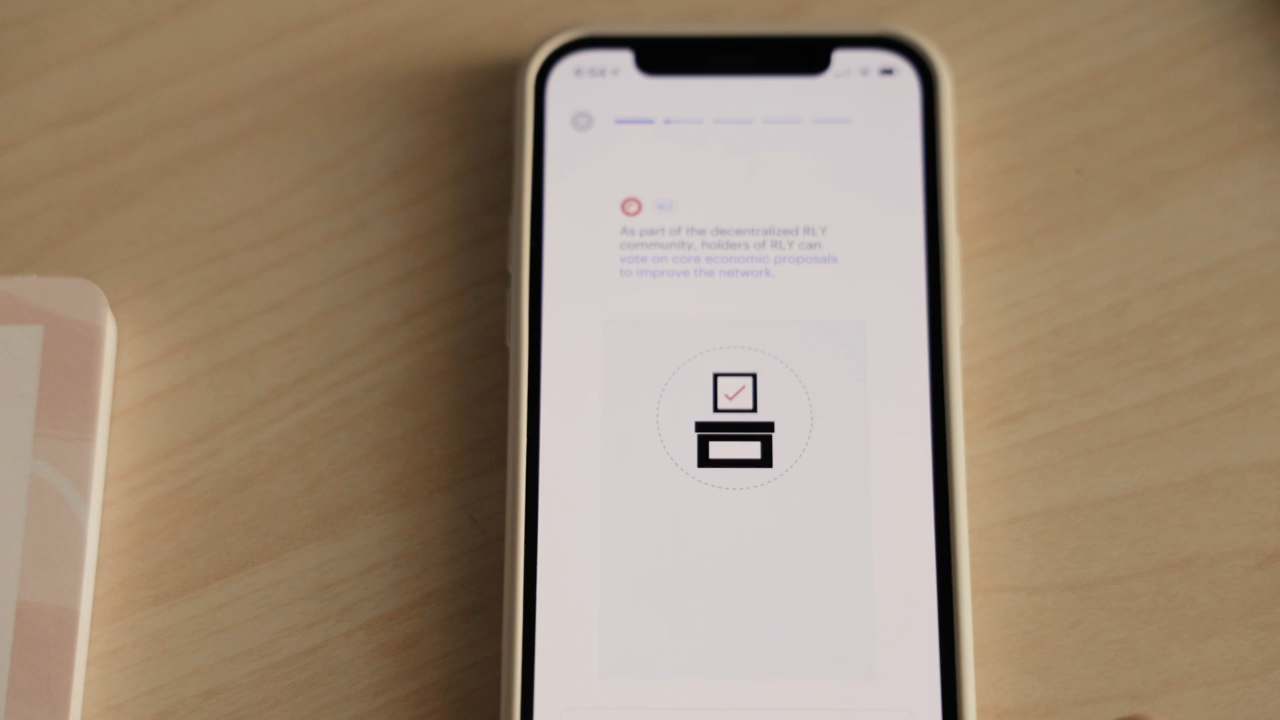 RLY
As part of the decentralized RLY
community, holders of RLY can
vote on core economic proposals
to improve the network.